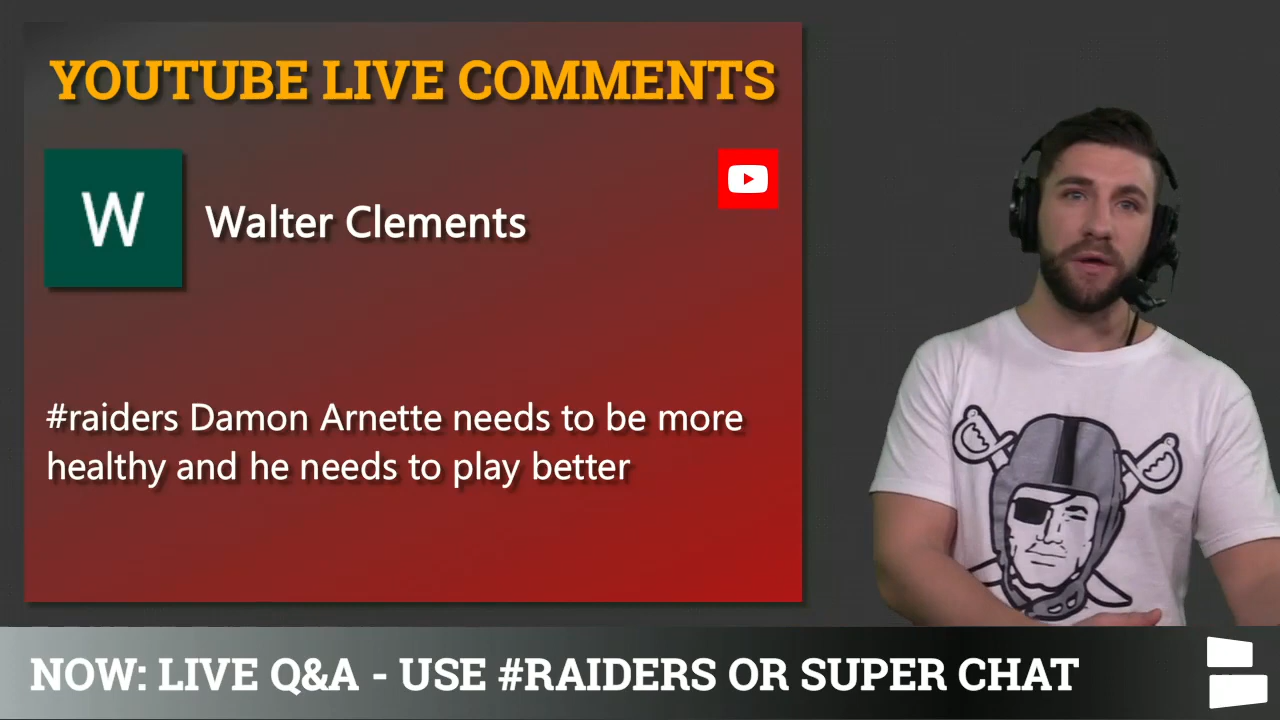 YOUTUBE LIVE COMMENTS
W
Walter Clements
#raiders Damon Arnette needs to be more
healthy and he needs to play better
NOW: LIVE Q&A - USE #RAIDERS OR SUPER CHAT